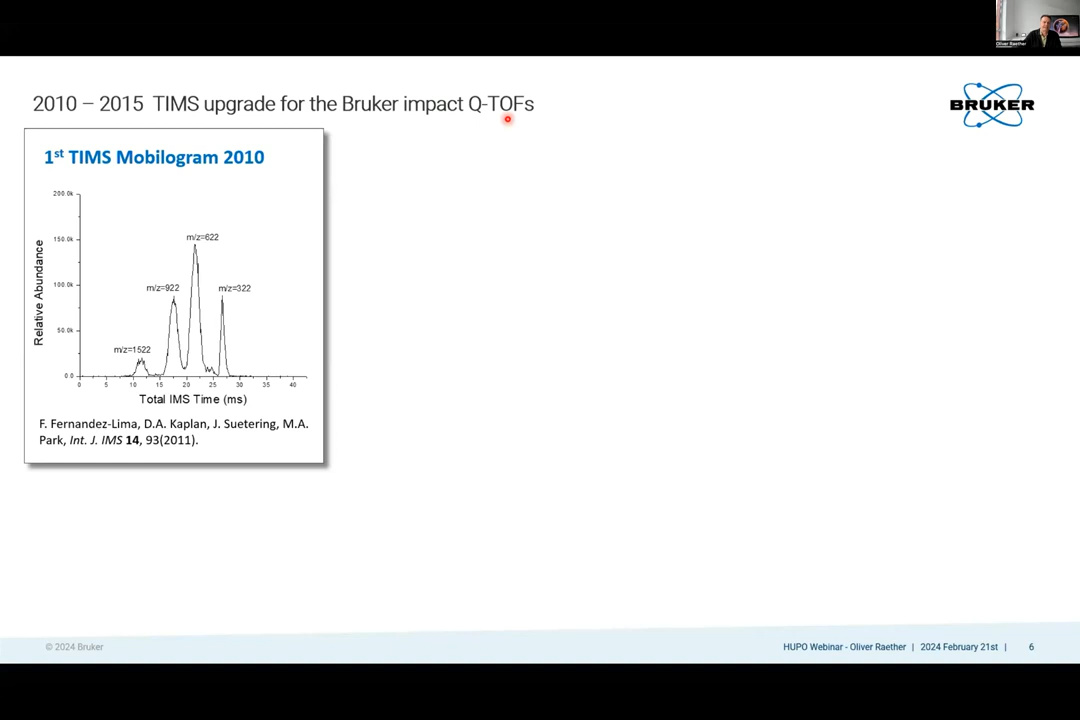 Oliver Raether
2010 – 2015 TIMS upgrade for the Bruker impact Q-TOFs
BRUKER
1st TIMS Mobilogram 2010
200.0k
150.0k
100.0k
50.0k
0.0
Relative Abundance
m/z=622
m/z=922
m/z=322
m/z=1522
0 5 10 15 20 25 30 35 40
Total IMS Time (ms)
F. Fernandez-Lima, D.A. Kaplan, J. Suetering, M.A.
Park, Int. J. IMS 14, 93(2011).
© 2024 Bruker
HUPO Webinar - Oliver Raether | 2024 February 21st | 6